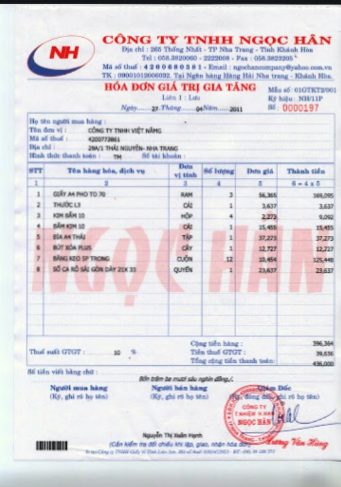 NH
CÔNG TY TNHH NGỌC HÂN
Địa chỉ : 265 Thống Nhất - TP Nha Trang - Tỉnh Khánh Hòa
Tel : 058.3820060 - 2222008 - Fax : 058.3823305
Mã số thuế : 4200680381 - Email : ngochancompany@yahoo.com.vn
Tại Ngân hàng Hàng Hải Nha trang - Khánh Hòa.
HÓA ĐƠN GIÁ TRỊ GIA TĂNG
Mẫu số: 01GTKT2/001
Liên 1 : Lưu
Ký hiệu : NH/11P
Ngày 27 Tháng 04 Năm 2011
Số : 0000197
Họ tên người mua hàng :
Tên đơn vị : CÔNG TY TNHH VIỆT NĂNG
Mã số thuế : 4200773861
Địa chỉ : 28A/1 THÁI NGUYÊN- NHA TRANG
Hình thức thanh toán : TM Số tài khoản :
STT Tên hàng hóa, dịch vụ Đơn vị tính Số lượng Đơn giá Thành tiền
1 2 3 4 5 6 = 4 x 5
1 GIẤY A4 PHO TO 70 RAM 3 56,365 169,095
2 THƯỚC L3 CÁI 1 3,637 3,637
3 KIM BẤM 10 HỘP 4 2,273 9,092
4 BẤM KIM 10 CÁI 1 15,455 15,455
5 BÌA A4 THÁI TẬP 1 37,273 37,273
6 BÚT XÓA PLUS CÂY 1 12,727 12,727
7 BĂNG KEO 5P TRONG CUỘN 12 10,454 125,448
8 SỔ CA RÔ SÀI GÒN DÀY 21X 33 QUYỂN 1 23,637 23,637
NGỌC HÂN
Cộng tiền hàng : 396,364
Thuế suất GTGT : 10 % Tiền thuế GTGT : 39,636
Tổng cộng tiền thanh toán: 436,000
Số tiền viết bằng chữ : Bốn trăm ba mươi sáu nghìn đồng./.
Người mua hàng Người bán hàng Giám Đốc
(Ký, ghi rõ họ tên) (Ký, ghi rõ họ tên) (Ký, đóng dấu, ghi rõ họ tên)
CÔNG TY
NGỌC HÂN
Nguyễn Thị Xuân Hạnh
(Cần kiểm tra đối chiếu khi lập, giao, nhận hóa đơn)